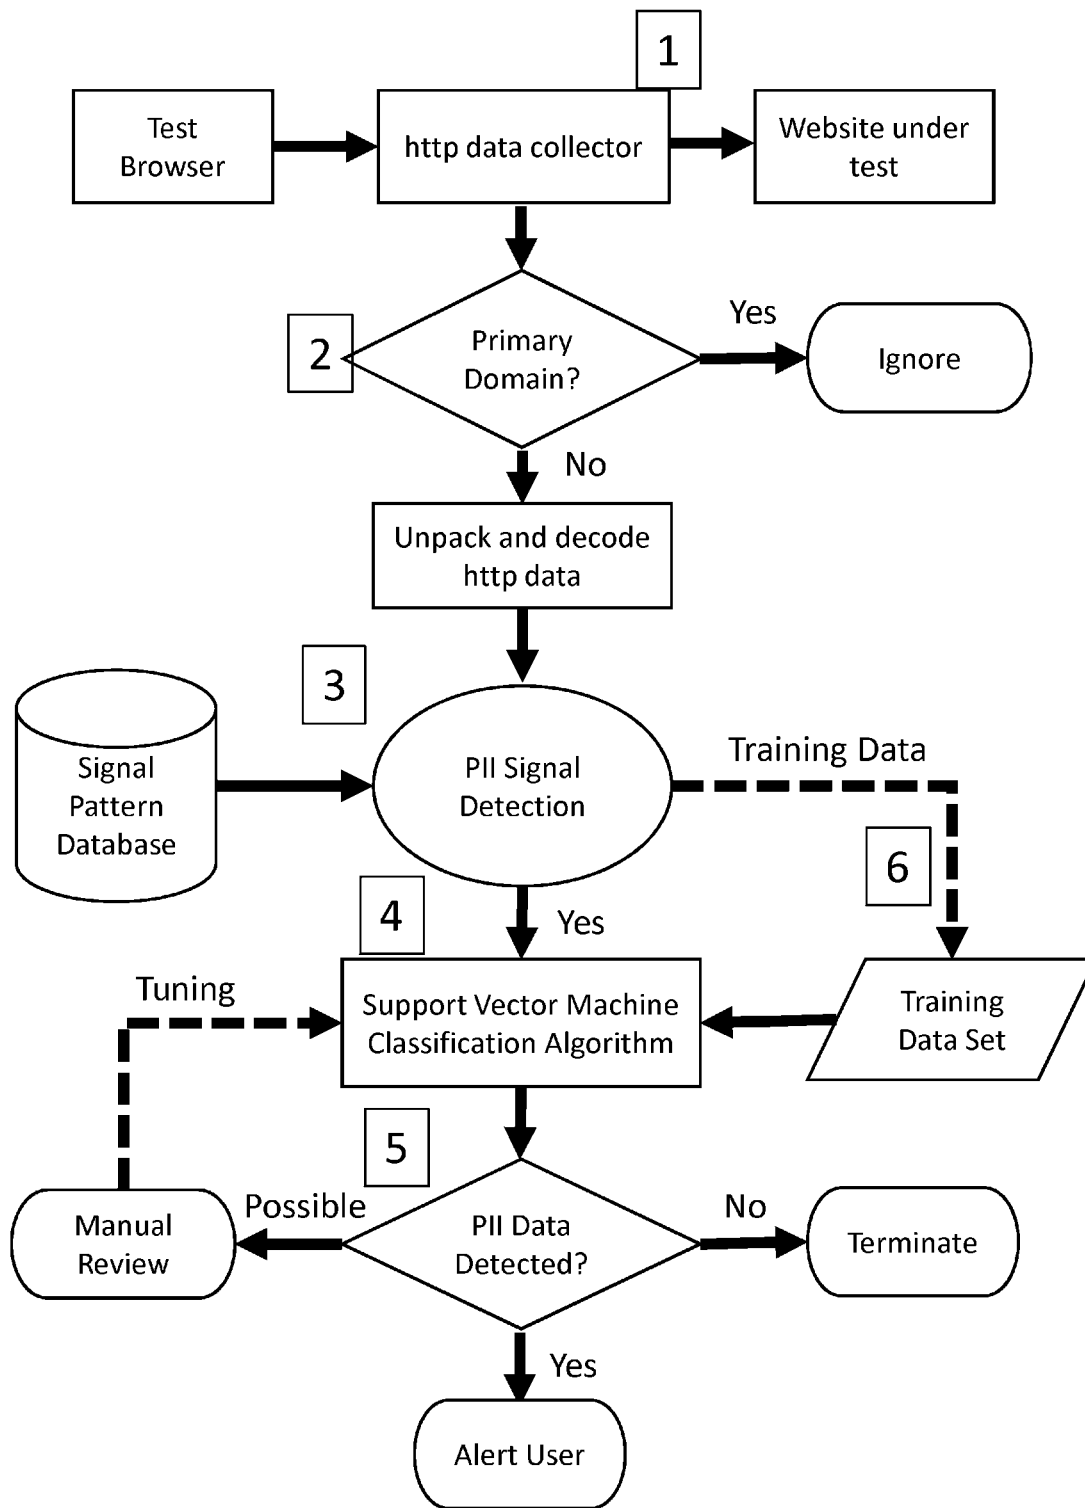 1
Test
Browser
http data collector
Website under
test
2
Primary
Domain?
Yes
Ignore
No
Unpack and decode
http data
3
Signal
Pattern
Database
PII Signal
Detection
Training Data
6
4
Yes
Tuning
Support Vector Machine
Classification Algorithm
Training
Data Set
5
Possible
Manual
Review
PII Data
Detected?
No
Terminate
Yes
Alert User